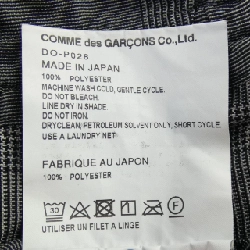 COMME des GARÇONS Co.,Ltd.
DO-P028
MADE IN JAPAN
100% POLYESTER
MACHINE WASH COLD, GENTLE CYCLE.
DO NOT BLEACH.
LINE DRY IN SHADE.
DO NOT IRON.
DRYCLEAN, PETROLEUM SOLVENT ONLY, SHORT CYCLE
USE A LAUNDRY NET
FABRIQUE AU JAPON
100% POLYESTER
30 F
UTILISER UN FILET A LINGE